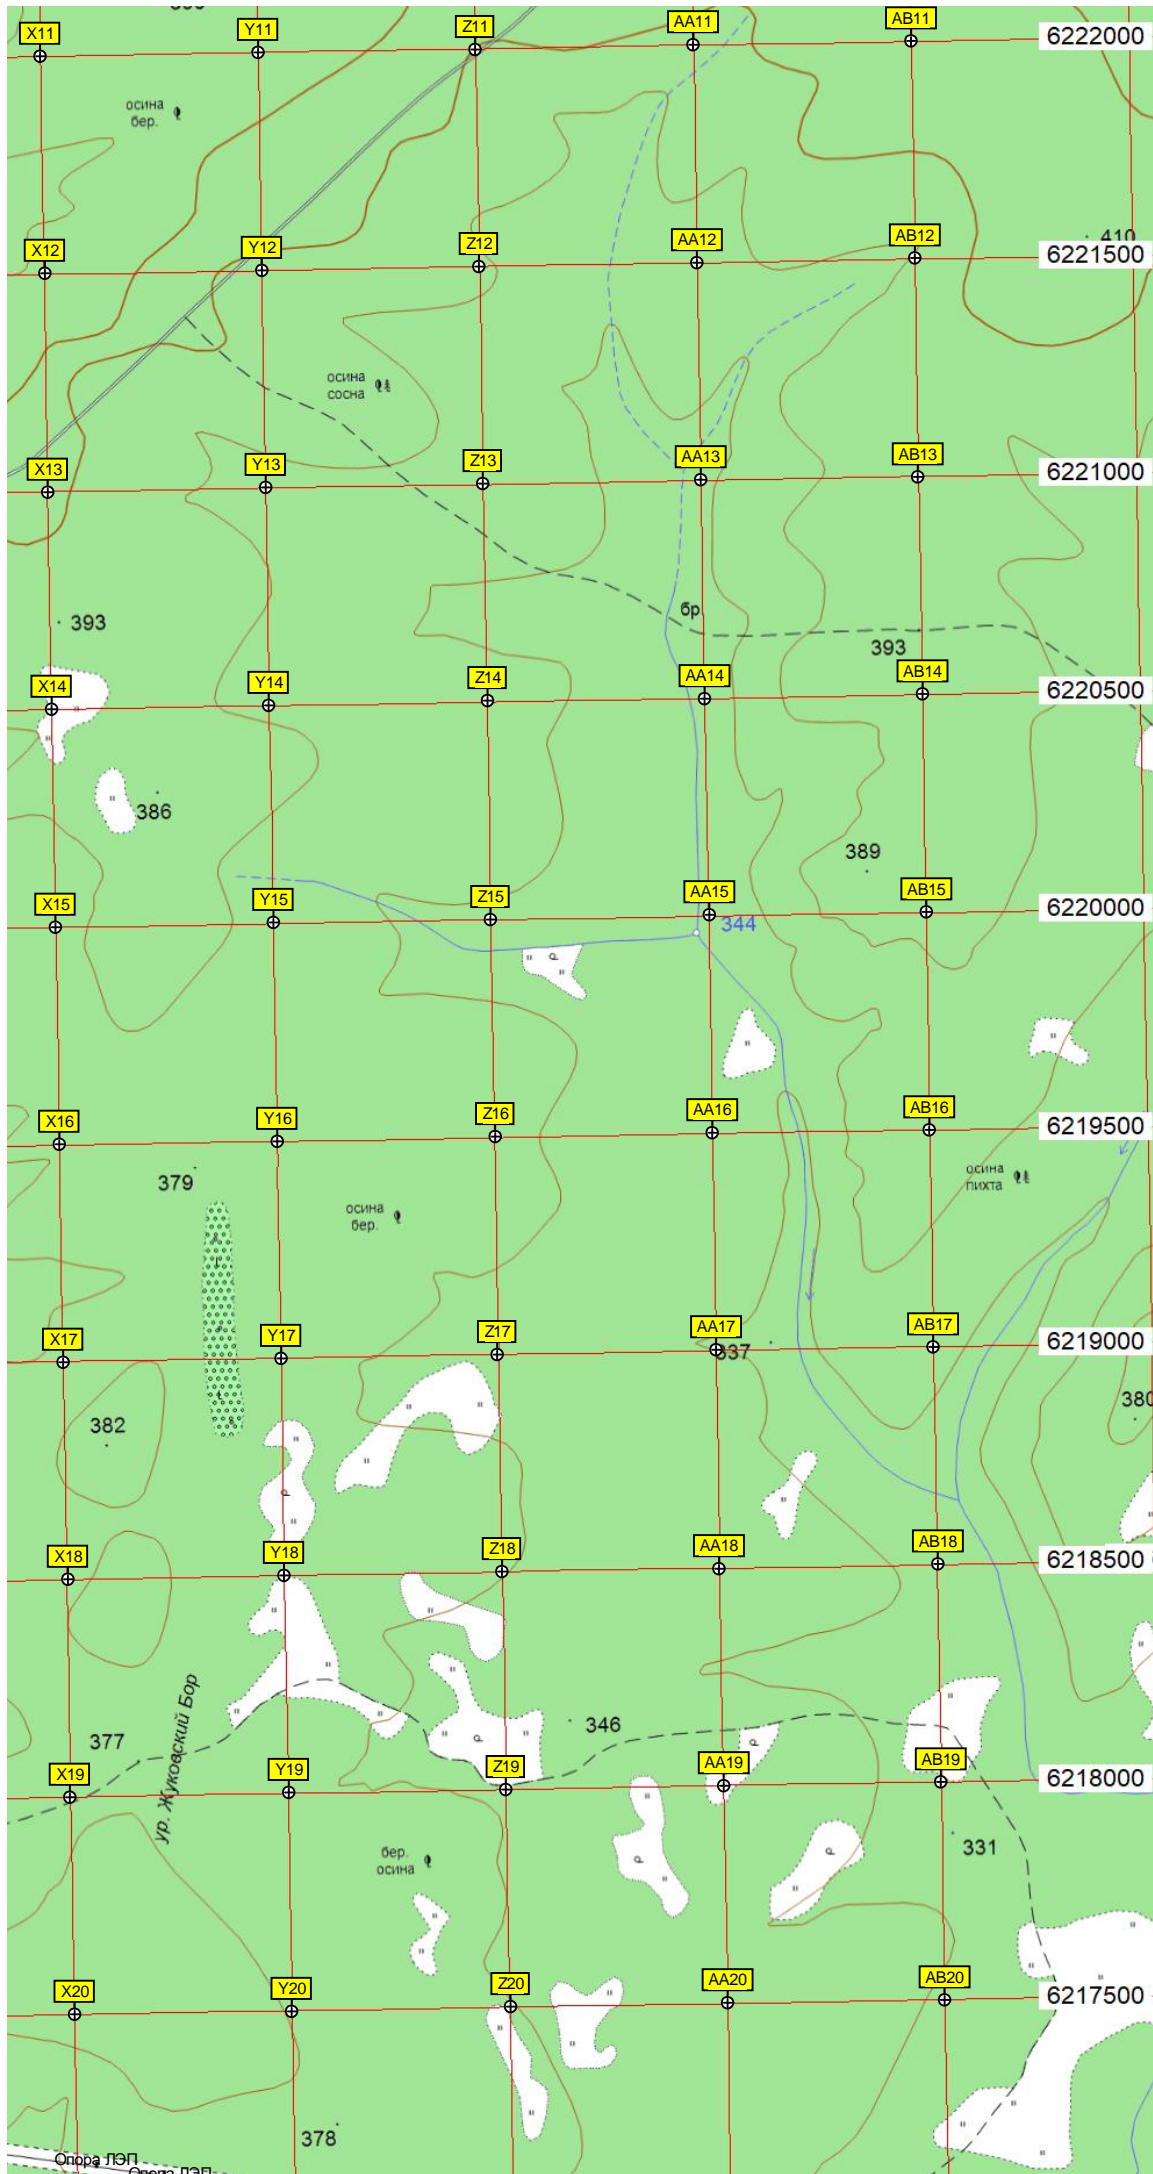 X11 Y11 Z11 AA11 AB11 6222000
осина
бер.
410
X12 Y12 Z12 AA12 AB12 6221500
осина
сосна
X13 Y13 Z13 AA13 AB13 6221000
393
бр.
393
X14 Y14 Z14 AA14 AB14 6220500
386
389
X15 Y15 Z15 AA15 AB15 6220000
344
X16 Y16 Z16 AA16 AB16 6219500
379
осина
бер.
осина
пихта
X17 Y17 Z17 AA17 AB17 6219000
337
382
380
X18 Y18 Z18 AA18 AB18 6218500
ур. Жуковский Бор
377
346
X19 Y19 Z19 AA19 AB19 6218000
331
бер.
осина
X20 Y20 Z20 AA20 AB20 6217500
378
Опора ЛЭП
Опора ЛЭП